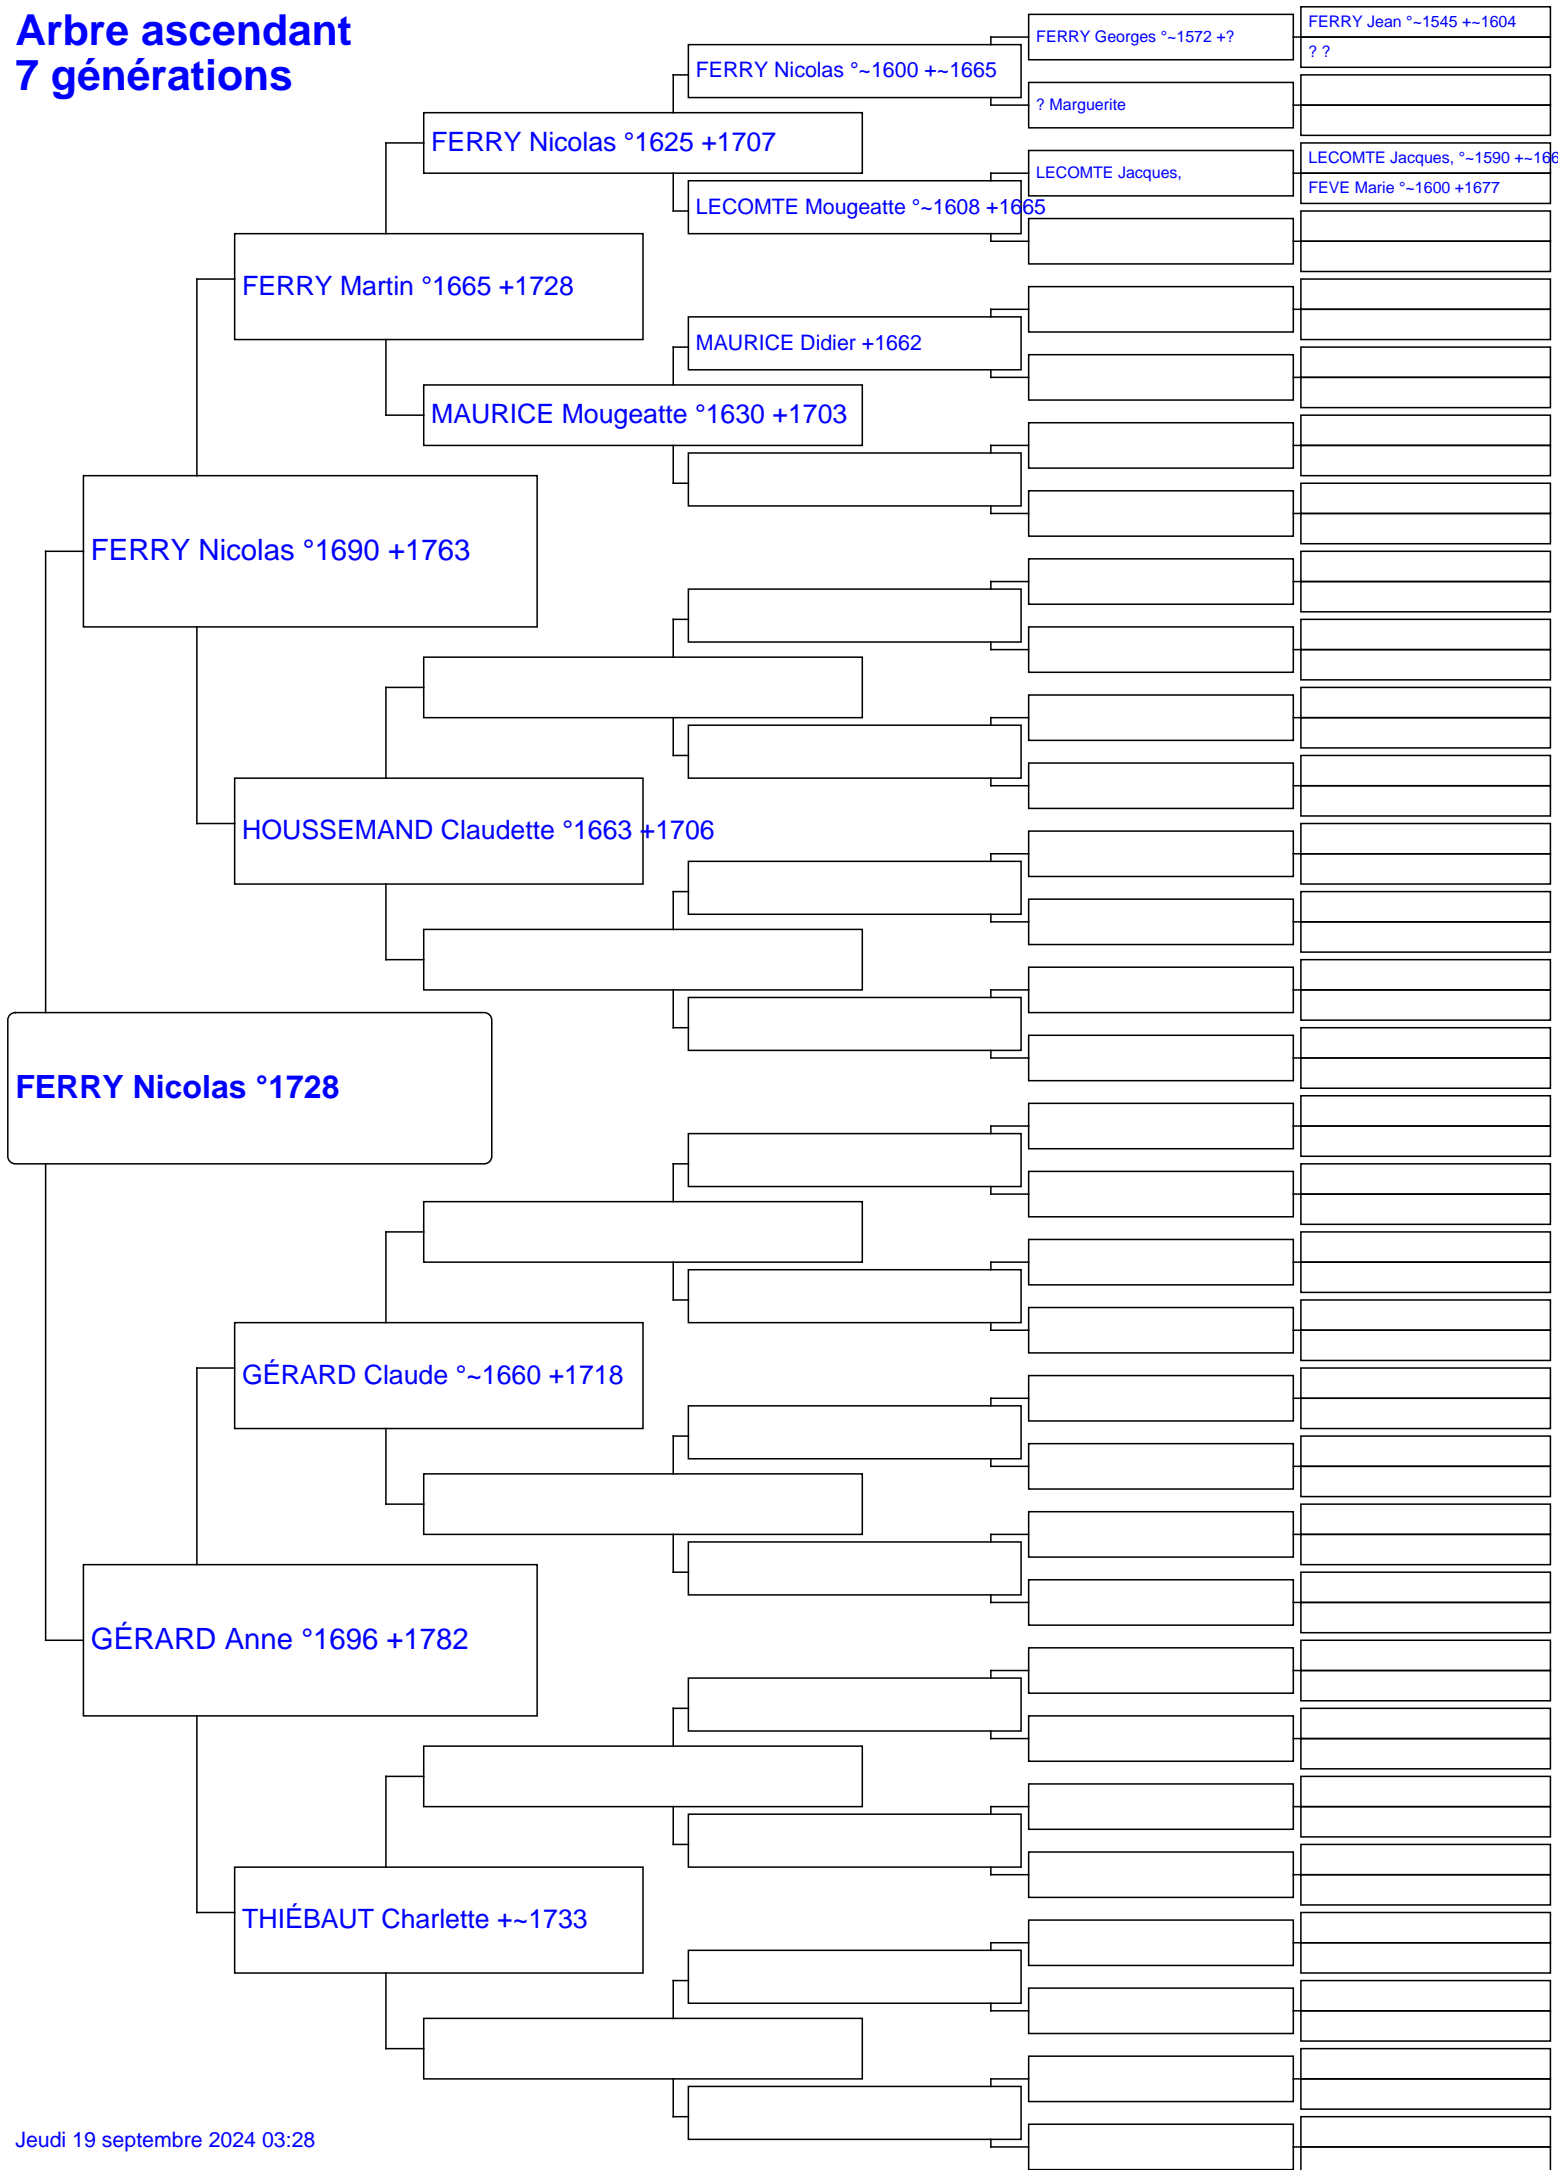 Arbre ascendant
7 générations
FERRY Jean °~1545 +~1604
FERRY Georges °~1572 +?
? ?
FERRY Nicolas °~1600 +~1665
? Marguerite
FERRY Nicolas °1625 +1707
LECOMTE Jacques, °~1590 +~166
LECOMTE Jacques,
FEVE Marie °~1600 +1677
LECOMTE Mougeatte °~1608 +1665
FERRY Martin °1665 +1728
MAURICE Didier +1662
MAURICE Mougeatte °1630 +1703
FERRY Nicolas °1690 +1763
HOUSSEMAND Claudette °1663 +1706
FERRY Nicolas °1728
GÉRARD Claude °~1660 +1718
GÉRARD Anne °1696 +1782
THIÉBAUT Charlette +~1733
Jeudi 19 septembre 2024 03:28